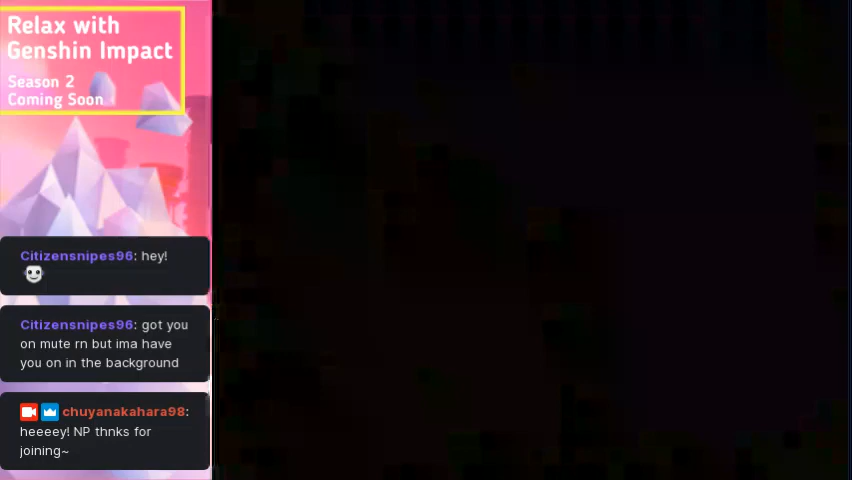 Relax with
Genshin Impact
Season 2
Coming Soon
Citizensnipes96: hey!
Citizensnipes96: got you
on mute rn but ima have
you on in the background
chuyanakahara98:
heeeey! NP thnks for
joining~